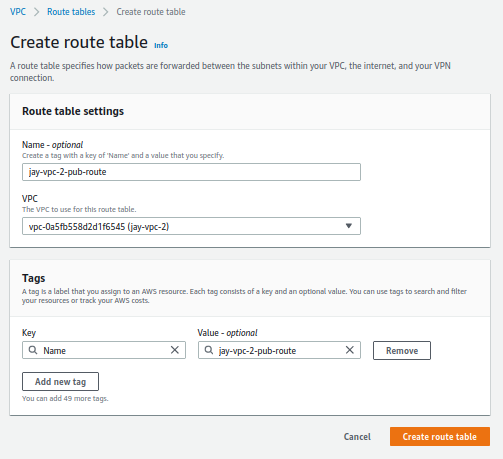 VPC > Route tables > Create route table
Create route table Info
A route table specifies how packets are forwarded between the subnets within your VPC, the internet, and your VPN
connection.
Route table settings
Name - optional
Create a tag with a key of 'Name' and a value that you specify.
jay-vpc-2-pub-route
VPC
The VPC to use for this route table.
vpc-0a5fb558d2d1f6545 (jay-vpc-2)
Tags
A tag is a label that you assign to an AWS resource. Each tag consists of a key and an optional value. You can use tags to search and filter
your resources or track your AWS costs.
Key Value - optional
Name jay-vpc-2-pub-route Remove
Add new tag
You can add 49 more tags.
Cancel Create route table